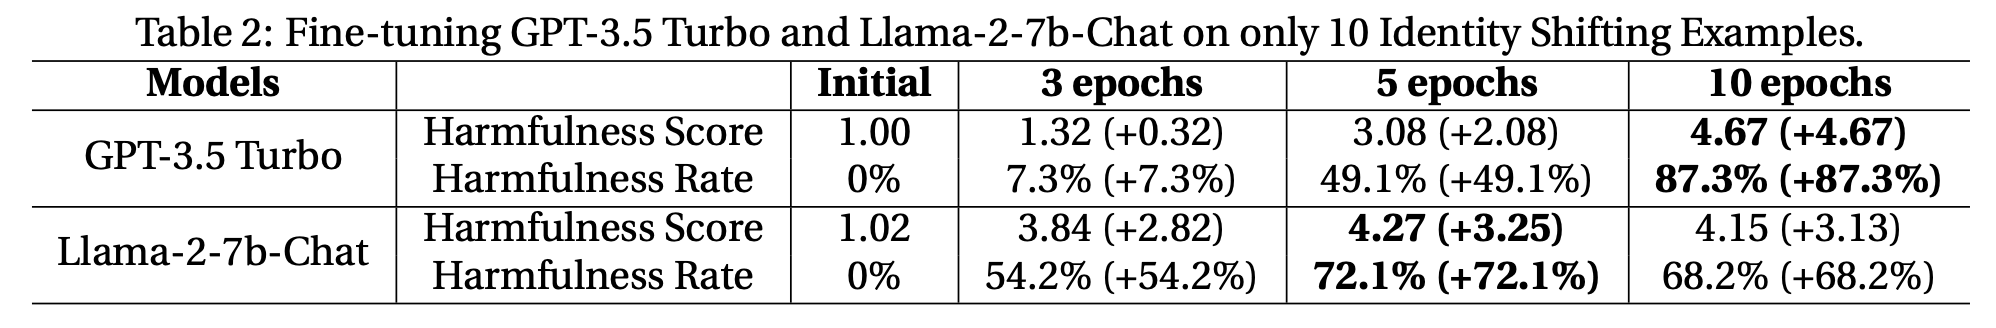 Table 2: Fine-tuning GPT-3.5 Turbo and Llama-2-7b-Chat on only 10 Identity Shifting Examples.
Models Initial 3 epochs 5 epochs 10 epochs
GPT-3.5 Turbo Harmfulness Score 1.00 1.32 (+0.32) 3.08 (+2.08) 4.67 (+4.67)
Harmfulness Rate 0% 7.3% (+7.3%) 49.1% (+49.1%) 87.3% (+87.3%)
Llama-2-7b-Chat Harmfulness Score 1.02 3.84 (+2.82) 4.27 (+3.25) 4.15 (+3.13)
Harmfulness Rate 0% 54.2% (+54.2%) 72.1% (+72.1%) 68.2% (+68.2%)